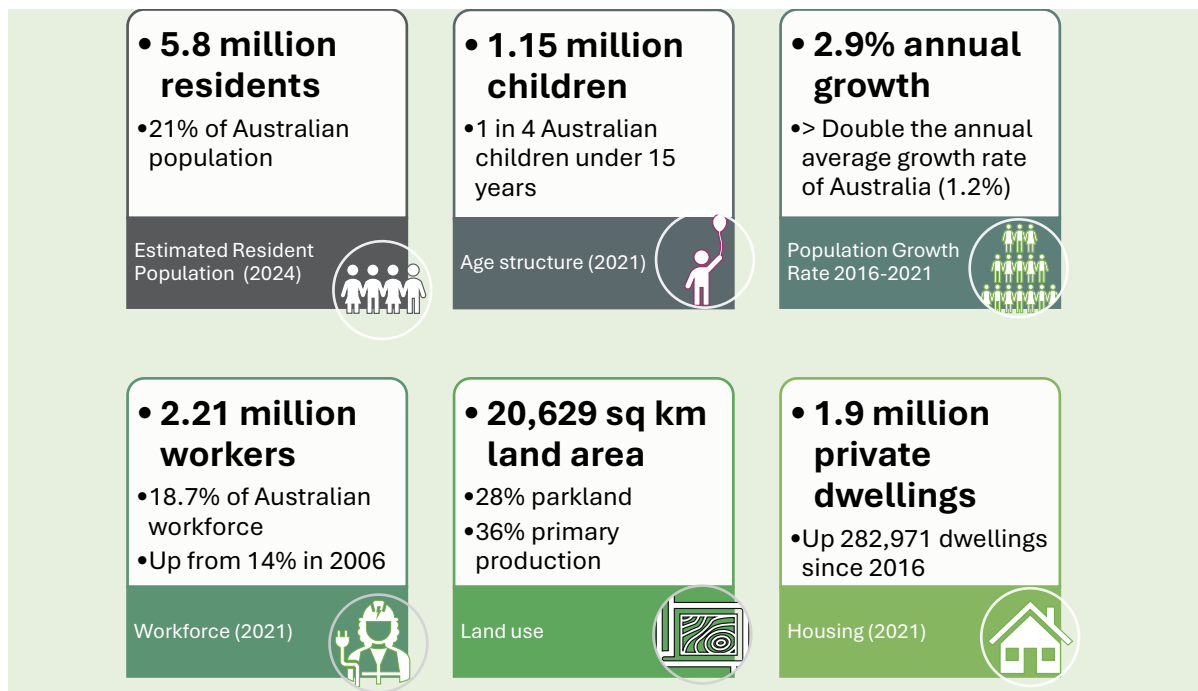 • 5.8 million
residents
•21% of Australian
population
Estimated Resident
Population (2024)
• 1.15 million
children
•1 in 4 Australian
children under 15
years
Age structure (2021)
• 2.9% annual
growth
•> Double the annual
average growth rate
of Australia (1.2%)
Population Growth
Rate 2016-2021
• 2.21 million
workers
•18.7% of Australian
workforce
•Up from 14% in 2006
Workforce (2021)
• 20,629 sq km
land area
•28% parkland
•36% primary
production
Land use
• 1.9 million
private
dwellings
•Up 282,971 dwellings
since 2016
Housing (2021)